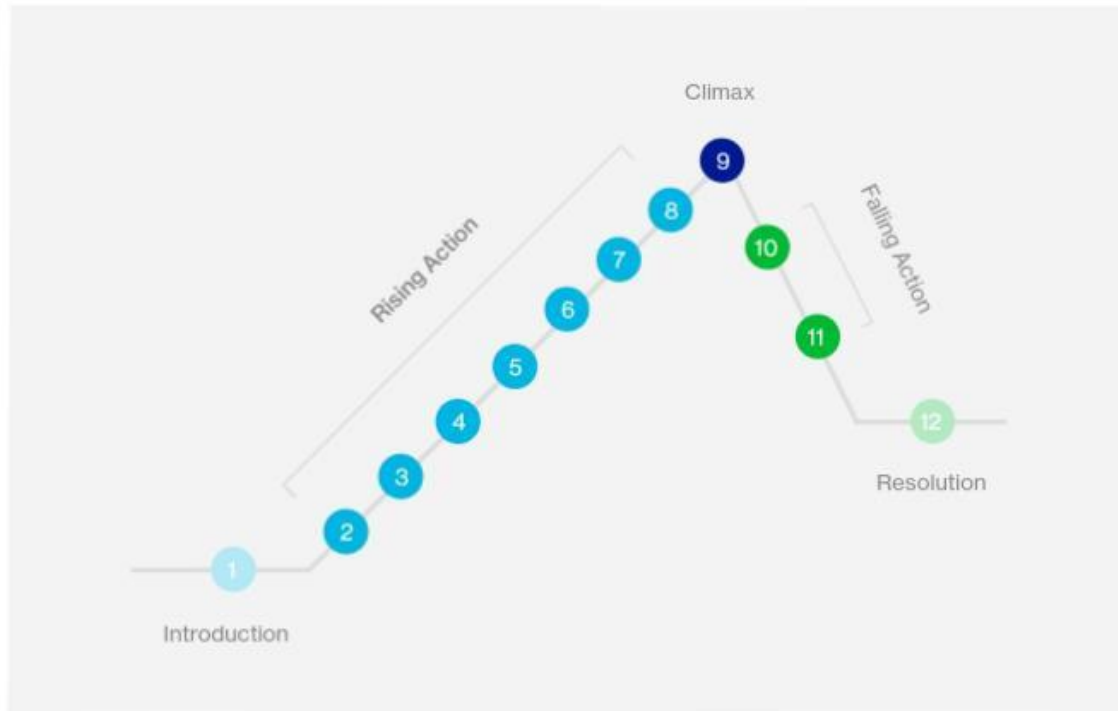 Climax
9
8
Falling Action
Rising Action
7
10
6
11
5
4
12
3
Resolution
2
1
Introduction